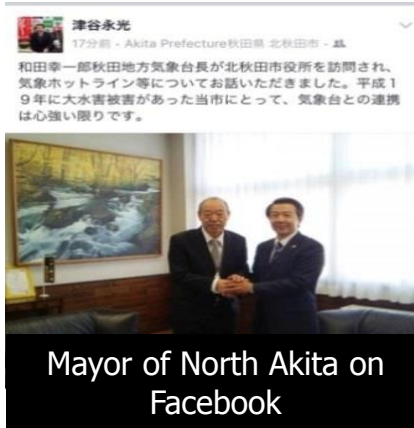 津谷永光
17分前 - Akita Prefecture秋田県 北秋田市 -
和田幸一郎秋田地方気象台長が北秋田市役所を訪問され、
気象ホットライン等についてお話いただきました。平成１
９年に大水害被害があった当市にとって、気象台との連携
は心強い限りです。
Mayor of North Akita on
Facebook